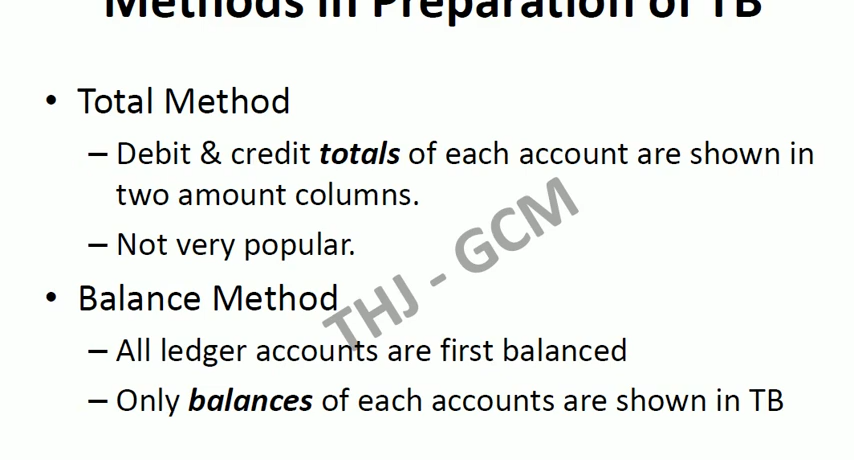 Methods in Preparation of TB
• Total Method
– Debit & credit totals of each account are shown in
two amount columns.
– Not very popular.
• Balance Method
– All ledger accounts are first balanced
– Only balances of each accounts are shown in TB
THJ - GCM